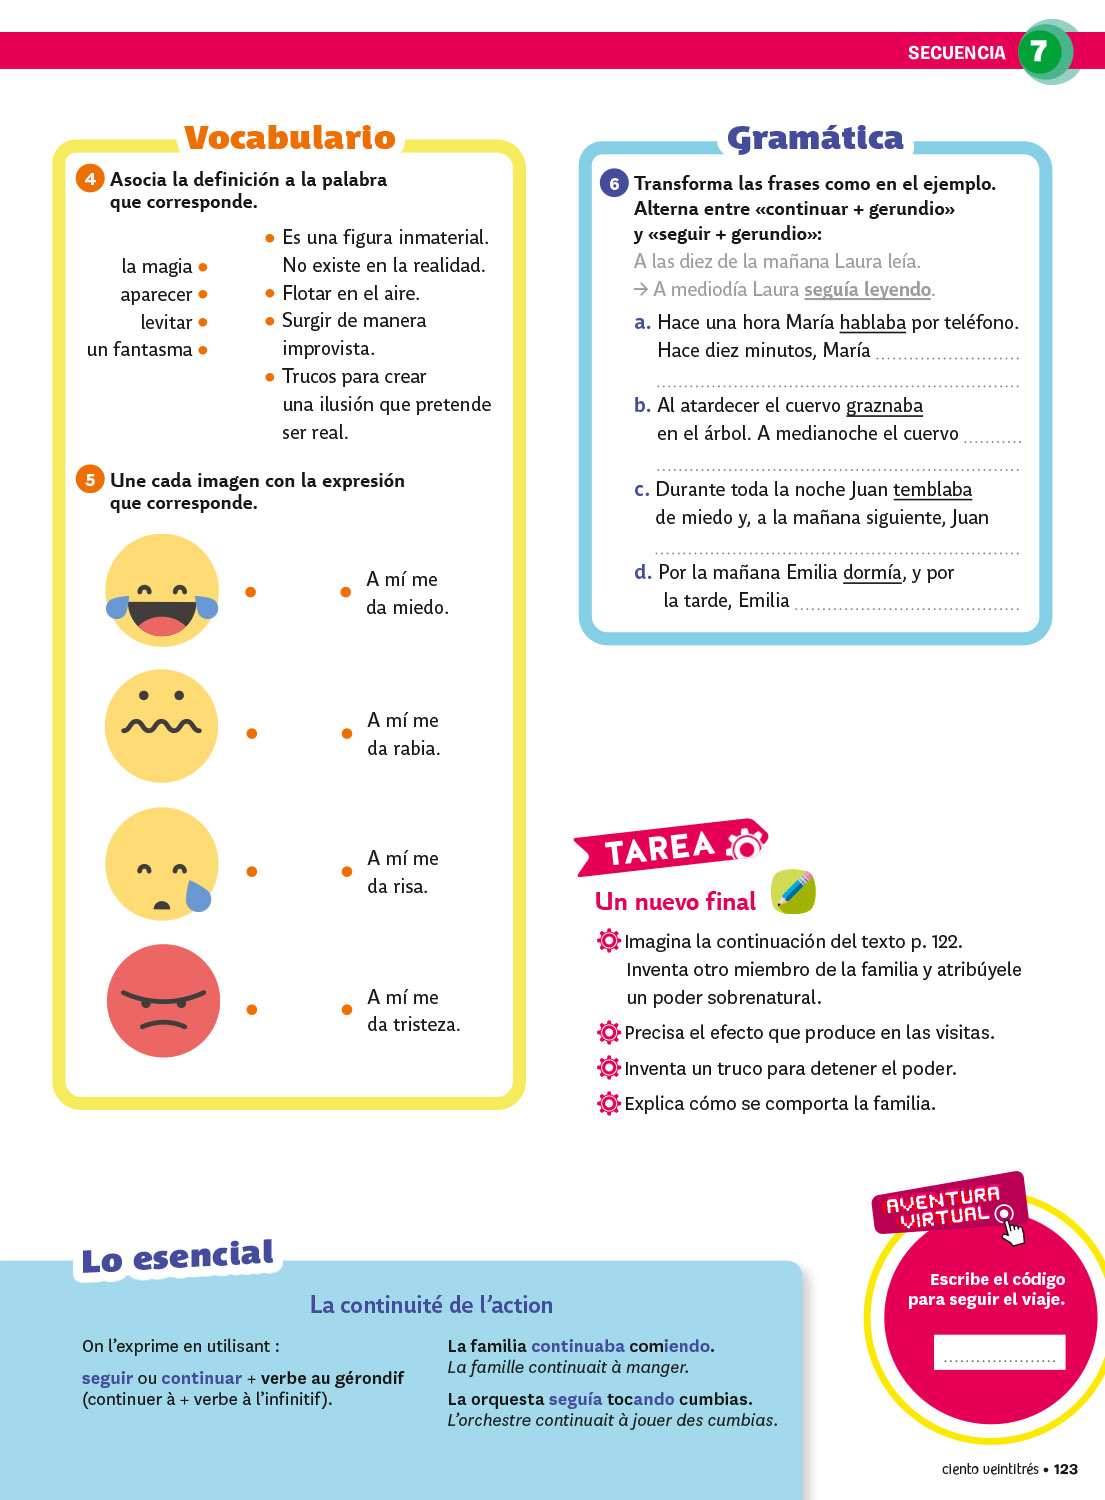 SECUENCIA 7
Vocabulario
4 Asocia la definición a la palabra
que corresponde.
la magia •
aparecer •
levitar •
un fantasma •
• Es una figura inmaterial.
No existe en la realidad.
• Flotar en el aire.
• Surgir de manera
improvista.
• Trucos para crear
una ilusión que pretende
ser real.
5 Une cada imagen con la expresión
que corresponde.
• • A mí me
da miedo.
• • A mí me
da rabia.
• • A mí me
da risa.
• • A mí me
da tristeza.
Gramática
6 Transforma las frases como en el ejemplo.
Alterna entre «continuar + gerundio»
y «seguir + gerundio»:
A las diez de la mañana Laura leía.
→ A mediodía Laura seguía leyendo.
a. Hace una hora María hablaba por teléfono.
Hace diez minutos, María ..........................
..................................................................
b. Al atardecer el cuervo graznaba
en el árbol. A medianoche el cuervo ...........
..................................................................
c. Durante toda la noche Juan temblaba
de miedo y, a la mañana siguiente, Juan
..................................................................
d. Por la mañana Emilia dormía, y por
la tarde, Emilia .........................................
TAREA
Un nuevo final
Imagina la continuación del texto p. 122.
Inventa otro miembro de la familia y atribúyele
un poder sobrenatural.
Precisa el efecto que produce en las visitas.
Inventa un truco para detener el poder.
Explica cómo se comporta la familia.
Lo esencial
La continuité de l'action
On l'exprime en utilisant :
seguir ou continuar + verbe au gérondif
(continuer à + verbe à l'infinitif).
La familia continuaba comiendo.
La famille continuait à manger.
La orquesta seguía tocando cumbias.
L'orchestre continuait à jouer des cumbias.
AVENTURA
VIRTUAL
Escribe el código
para seguir el viaje.
.....................
ciento veintitrés • 123